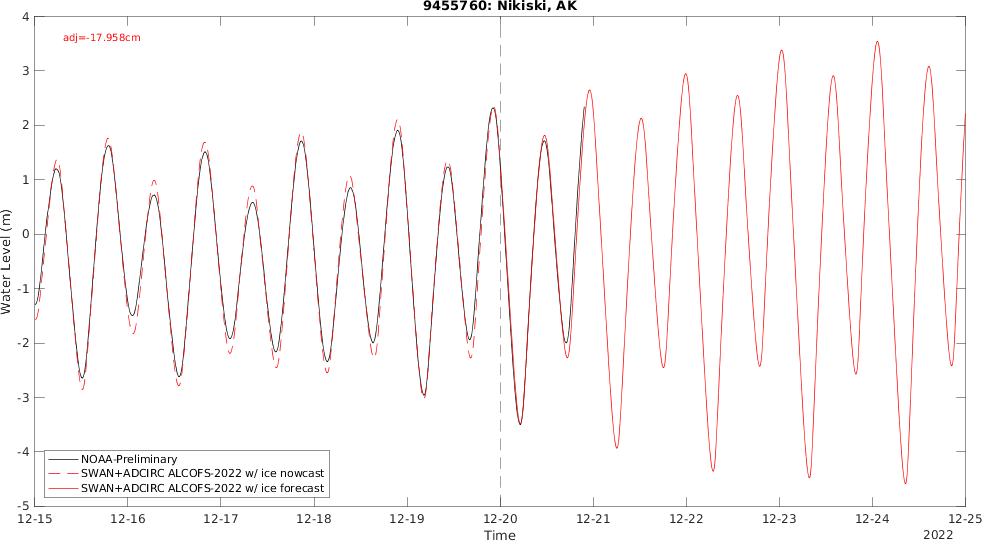 9455760: Nikiski, AK
adj=-17.958cm
Water Level (m)
4
3
2
1
0
-1
-2
-3
-4
-5
NOAA-Preliminary
SWAN+ADCIRC ALCOFS-2022 w/ ice nowcast
SWAN+ADCIRC ALCOFS-2022 w/ ice forecast
12-15 12-16 12-17 12-18 12-19 12-20 12-21 12-22 12-23 12-24 12-25
Time
2022